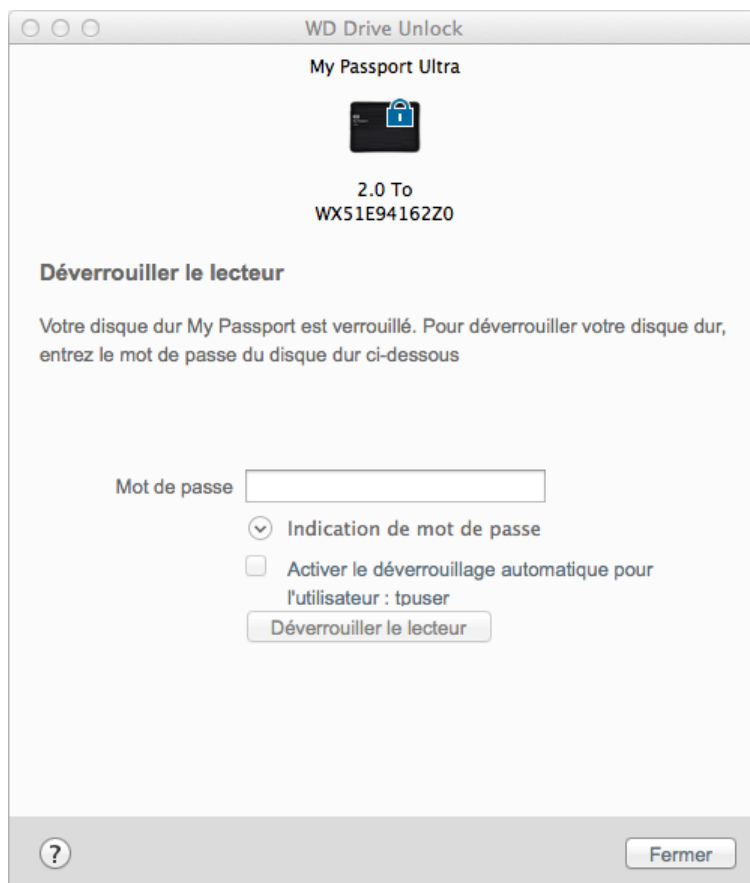 WD Drive Unlock
My Passport Ultra
2.0 To
WX51E94162Z0
Déverrouiller le lecteur
Votre disque dur My Passport est verrouillé. Pour déverrouiller votre disque dur,
entrez le mot de passe du disque dur ci-dessous
Mot de passe
Indication de mot de passe
Activer le déverrouillage automatique pour
l'utilisateur : tpuser
Déverrouiller le lecteur
?
Fermer